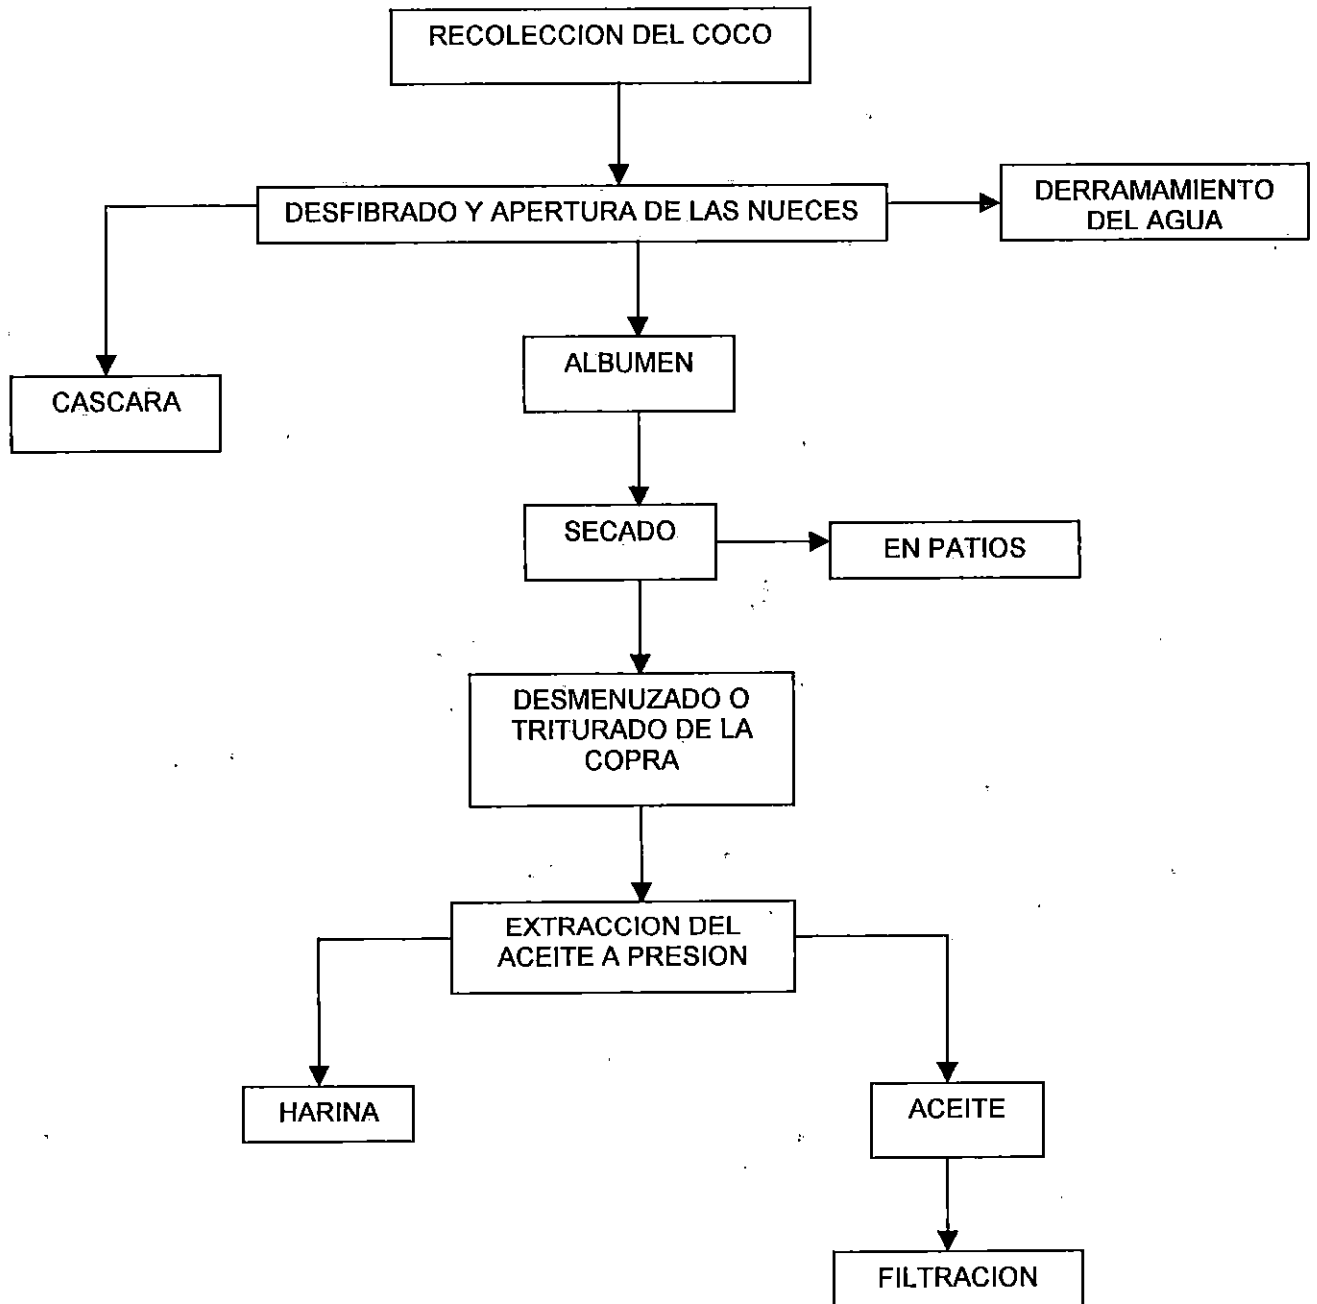 RECOLECCION DEL COCO
DESFIBRADO Y APERTURA DE LAS NUECES
DERRAMAMIENTO
DEL AGUA
ALBUMEN
CASCARA
SECADO
EN PATIOS
DESMENUZADO O
TRITURADO DE LA
COPRA
EXTRACCION DEL
ACEITE A PRESION
HARINA
ACEITE
FILTRACION